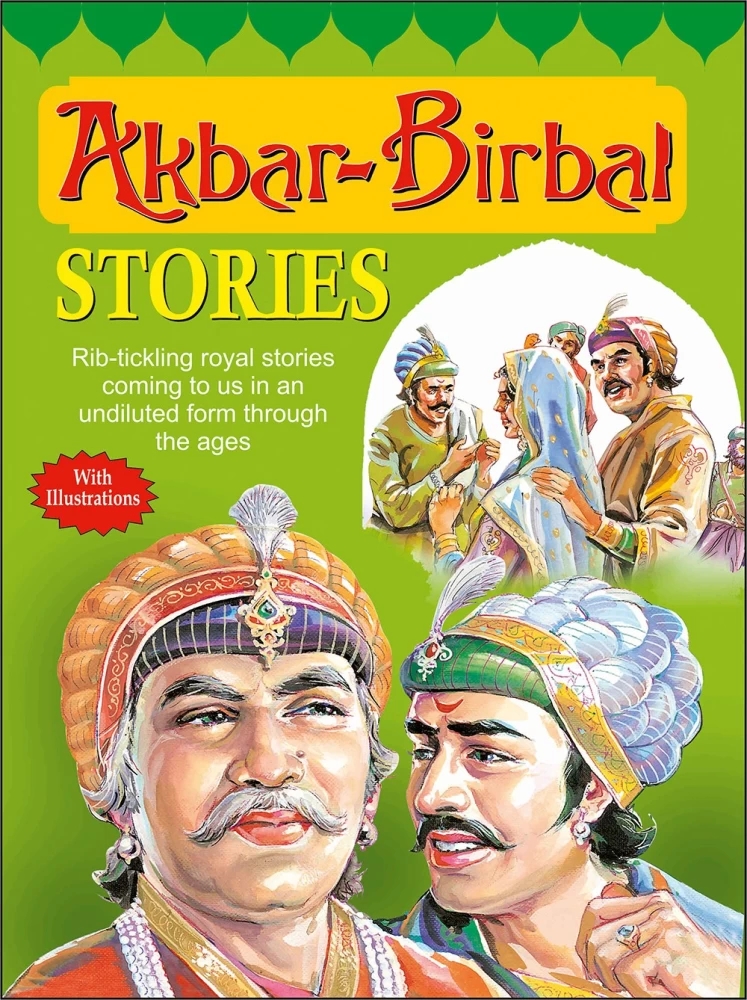 Akbar-Birbal
STORIES
Rib-tickling royal stories
coming to us in an
undiluted form through
the ages
With
Illustrations